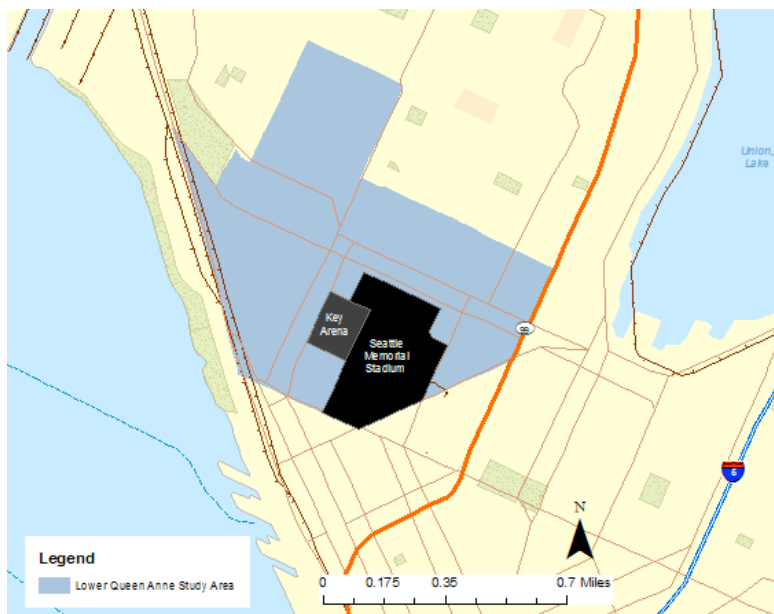 Union,
Lake
Key
Arena
Seattle
Memorial
Stadium
99
5
N
Legend
Lower Queen Anne Study Area
0 0.175 0.35 0.7 Miles